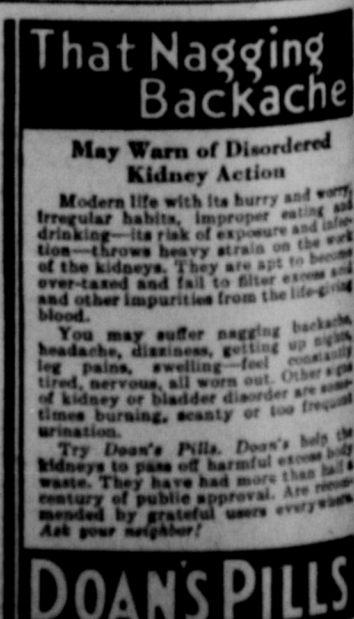 That Nagging
Backache
May Warn of Disordered
Kidney Action
Modern life with its hurry and worry,
Irregular habits, improper eating and
drinking—its risk of exposure and infec-
tion—throws heavy strain on the work
of the kidneys. They are apt to become
over-taxed and fail to filter excess and
and other impurities from the life-giving
blood.
You may suffer nagging backache,
headache, dizziness, getting up nights,
leg pains, swelling—feel constantly
tired, nervous, all worn out. Other signs
of kidney or bladder disorder are some-
times burning, scanty or too frequent
urination.
Try Doan's Pills. Doan's help the
kidneys to pass off harmful excess body
waste. They have had more than half a
century of public approval. Are recom-
mended by grateful users everywhere.
Ask your neighbor!
DOAN'S PILLS